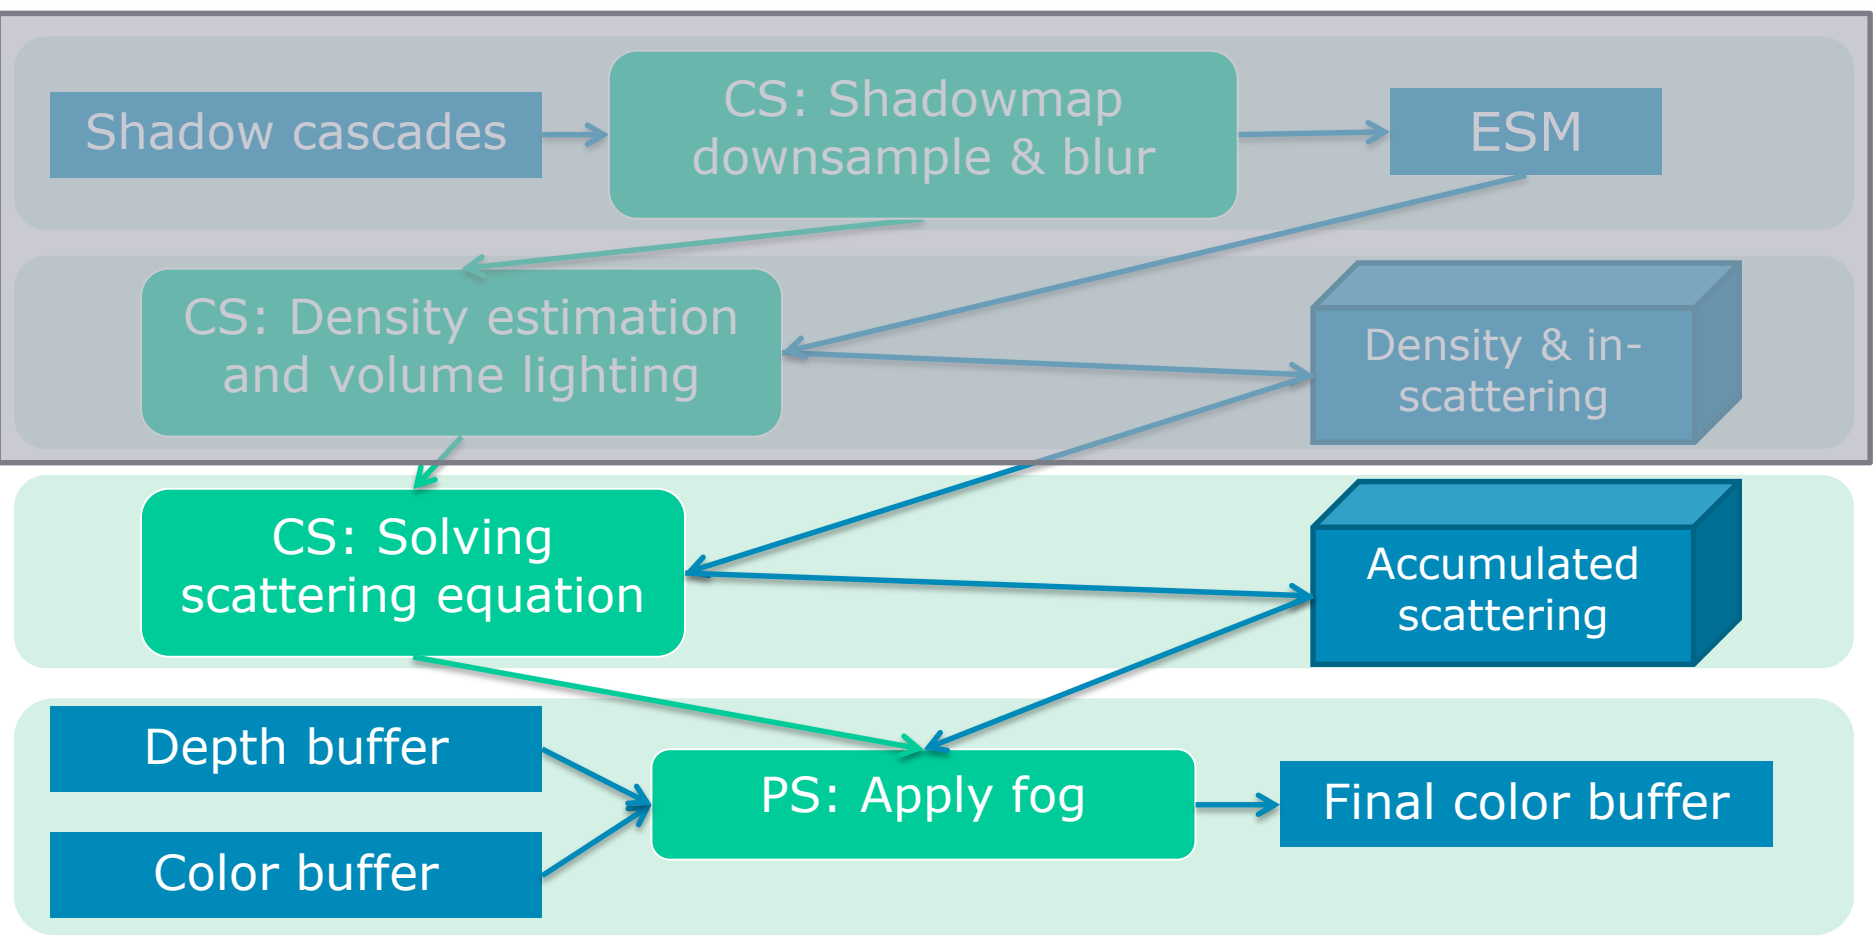 Shadow cascades
CS: Shadowmap
downsample & blur
ESM
CS: Density estimation
and volume lighting
Density & in-
scattering
CS: Solving
scattering equation
Accumulated
scattering
Depth buffer
Color buffer
PS: Apply fog
Final color buffer